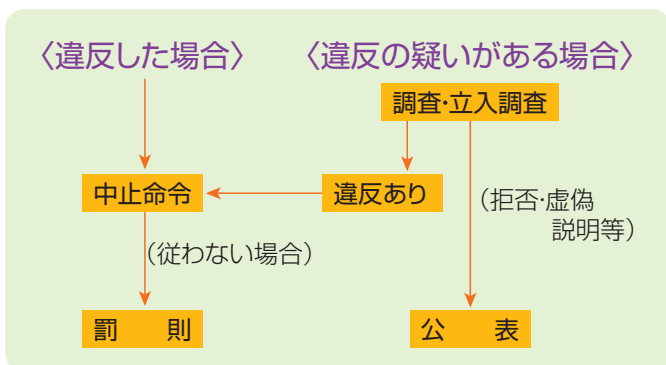 〈違反した場合〉
〈違反の疑いがある場合〉
調査・立入調査
中止命令
違反あり
（拒否・虚偽
説明等）
（従わない場合）
罰　則
公　表